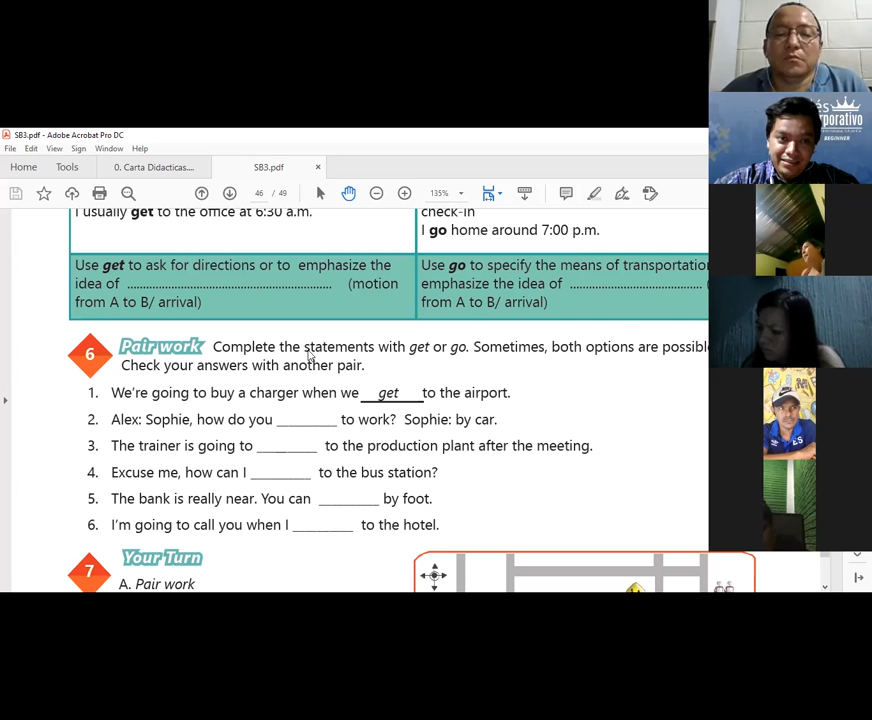 SB3.pdf - Adobe Acrobat Pro DC
File Edit View Sign Window Help
Home Tools 0. Carta Didacticas.... SB3.pdf ×
46 / 49 135%
I usually get to the office at 6:30 a.m.
check-in
I go home around 7:00 p.m.
Use get to ask for directions or to emphasize the
idea of .................................................... (motion
from A to B/ arrival)
Use go to specify the means of transportation
emphasize the idea of ................................. (
from A to B/ arrival)
6 Pair work Complete the statements with get or go. Sometimes, both options are possibl
Check your answers with another pair.
1. We're going to buy a charger when we get to the airport.
2. Alex: Sophie, how do you ________ to work? Sophie: by car.
3. The trainer is going to ________ to the production plant after the meeting.
4. Excuse me, how can I ________ to the bus station?
5. The bank is really near. You can ________ by foot.
6. I'm going to call you when I ________ to the hotel.
7 Your Turn
A. Pair work
és
rporativo
BEGINNER
ES